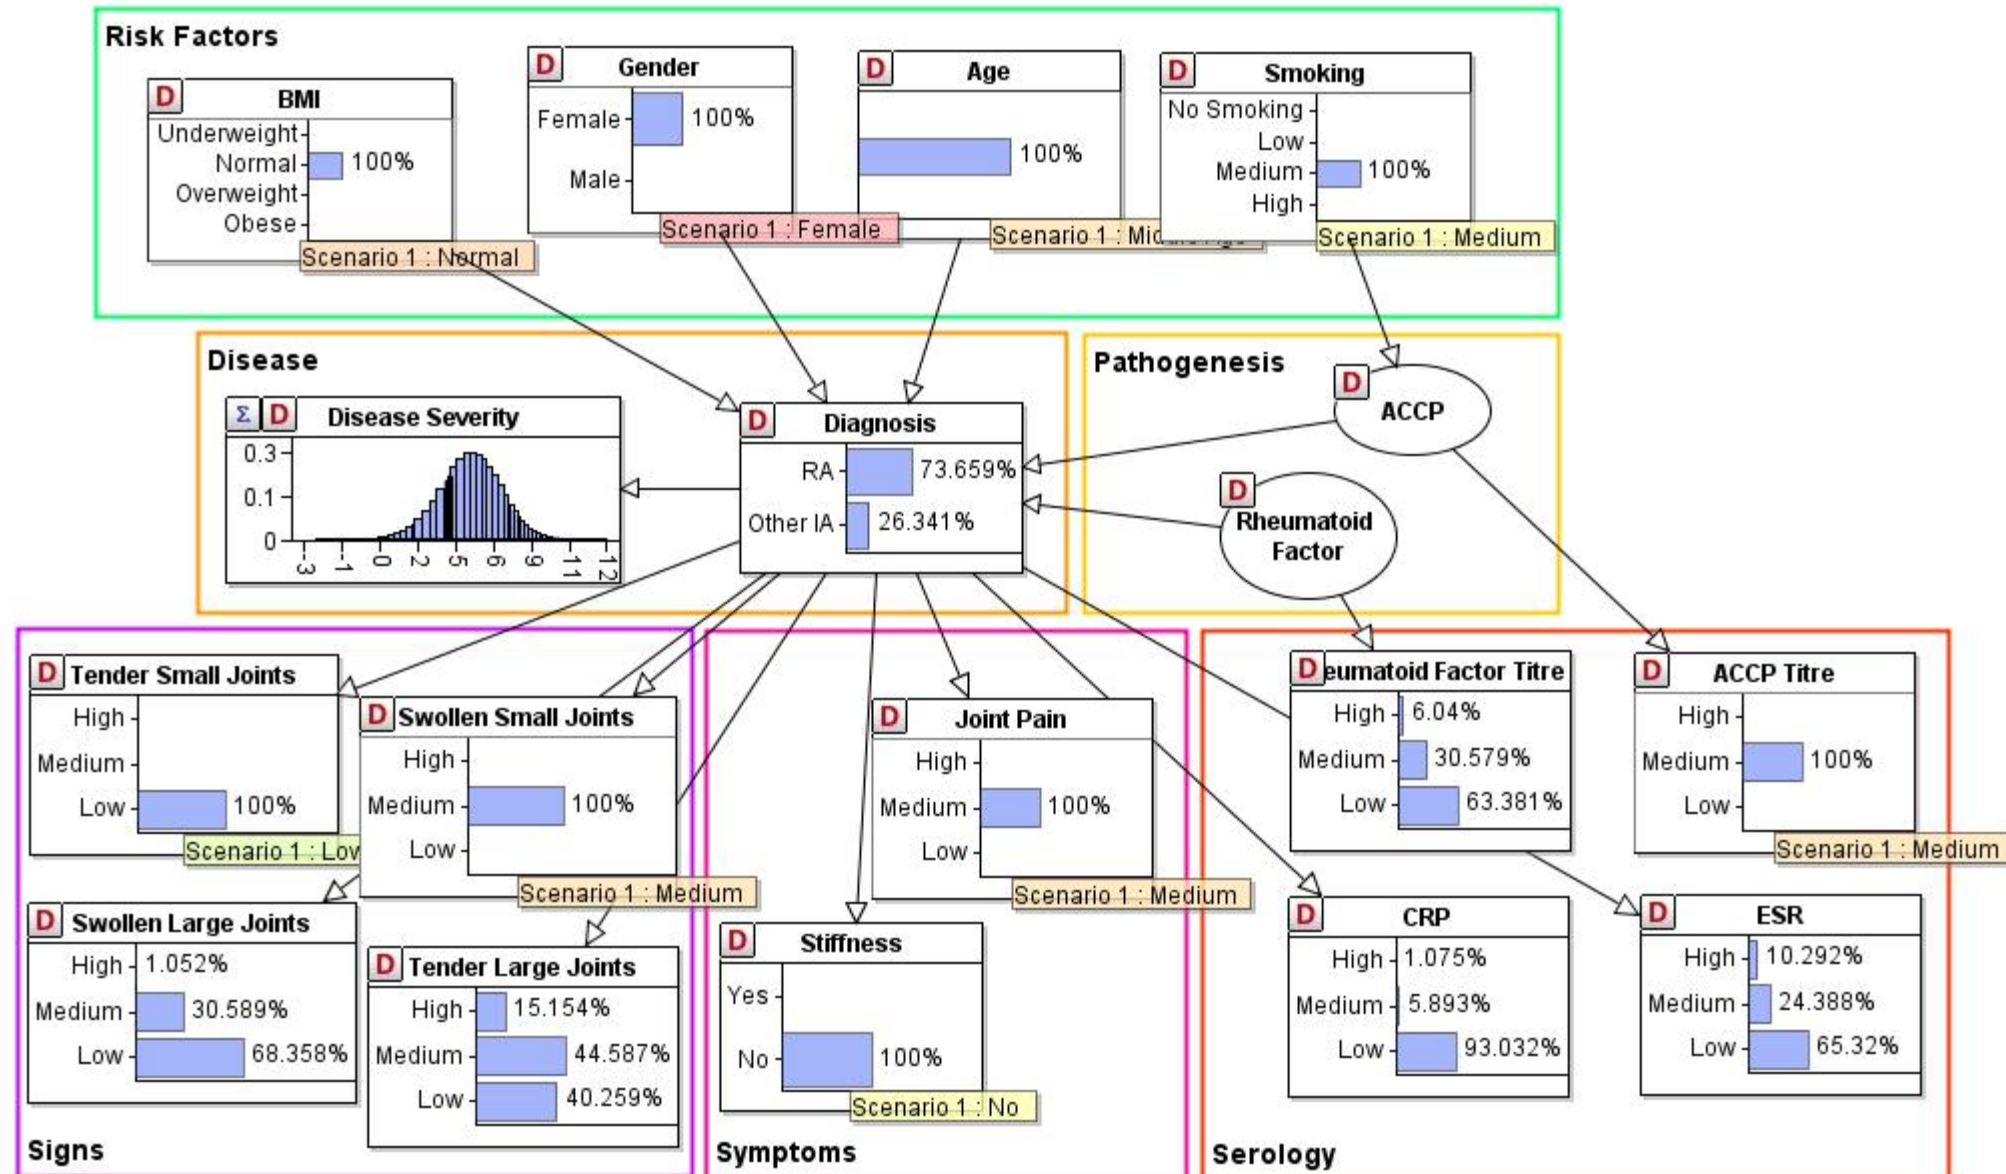 Risk Factors
D
BMI
Underweight
Normal
100%
Overweight
Obese
Scenario 1 : Normal
D
Gender
Female
100%
Male
Scenario 1 : Female
D
Age
100%
Scenario 1 :
D
Smoking
No Smoking
Low
Medium
100%
High
Scenario 1 : Medium
Disease
Σ D
Disease Severity
0.3
0.1
0
-3 -1 0 2 5 6 9 11 12
D
Diagnosis
RA
73.659%
Other IA
26.341%
Pathogenesis
D
ACCP
D
Rheumatoid
Factor
D
Tender Small Joints
High
Medium
Low
100%
Scenario 1 : Low
D
Swollen Small Joints
High
Medium
100%
Low
Scenario 1 : Medium
D
Swollen Large Joints
High
1.052%
Medium
30.589%
Low
68.358%
D
Tender Large Joints
High
15.154%
Medium
44.587%
Low
40.259%
Signs
D
Joint Pain
High
Medium
100%
Low
Scenario 1 : Medium
D
Stiffness
Yes
No
100%
Scenario 1 : No
Symptoms
D
eumatoid Factor Titre
High
6.04%
Medium
30.579%
Low
63.381%
D
ACCP Titre
High
Medium
100%
Low
Scenario 1 : Medium
D
CRP
High
1.075%
Medium
5.893%
Low
93.032%
D
ESR
High
10.292%
Medium
24.388%
Low
65.32%
Serology